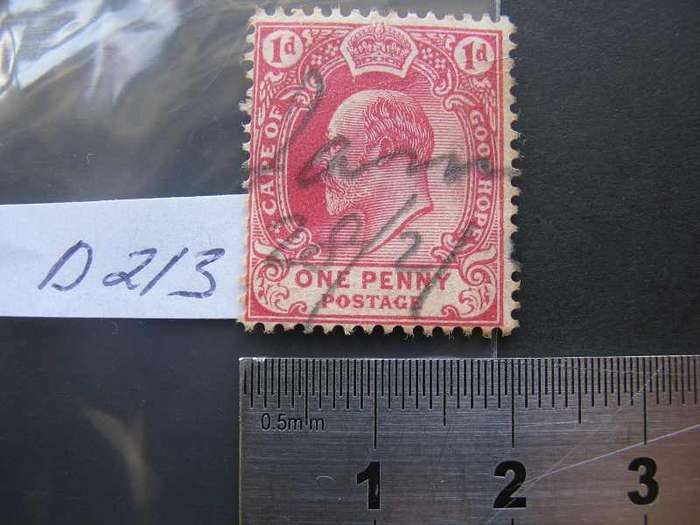 1d 1d
CAPE OF GOOD HOPE
D213
ONE PENNY
POSTAGE
0.5mm
1 2 3